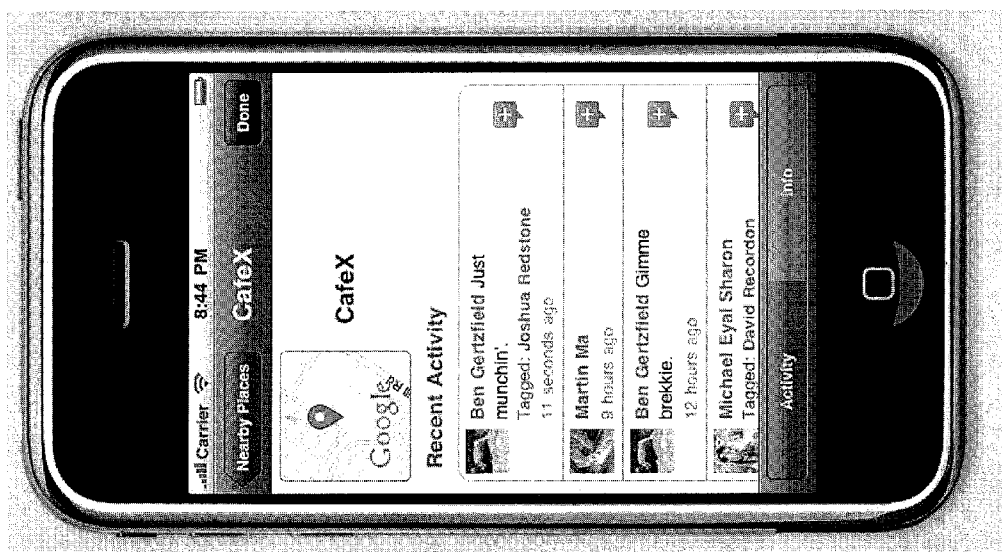 Carrier 8:44 PM
Nearby Places CafeX Done
CafeX
Google
Recent Activity
Ben Gertzfield Just
munchin'.
Tagged: Joshua Redstone
11 seconds ago
Martin Ma
9 hours ago
Ben Gertzfield Gimme
brekkie.
12 hours ago
Michael Eyal Sharon
Tagged: David Recordon
Activity Info